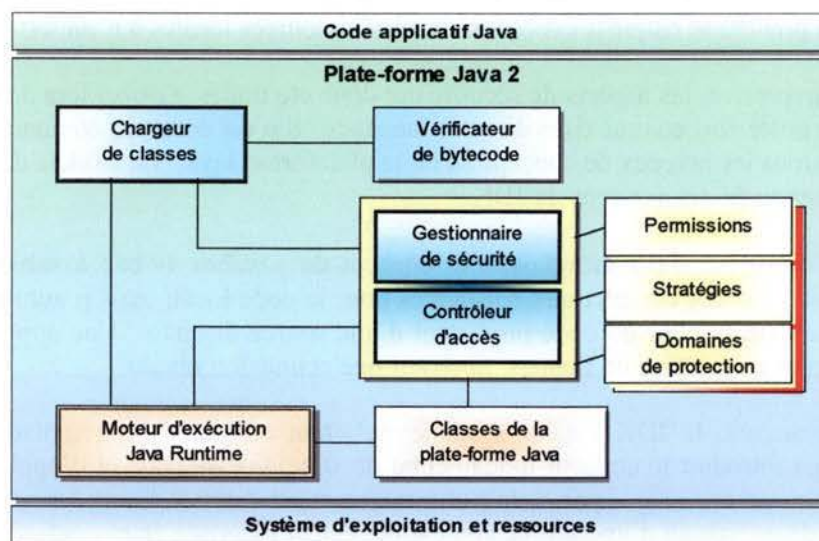 Code applicatif Java
Plate-forme Java 2
Chargeur
de classes
Vérificateur
de bytecode
Gestionnaire
de sécurité
Permissions
Stratégies
Contrôleur
d'accès
Domaines
de protection
Moteur d'exécution
Java Runtime
Classes de la
plate-forme Java
Système d'exploitation et ressources